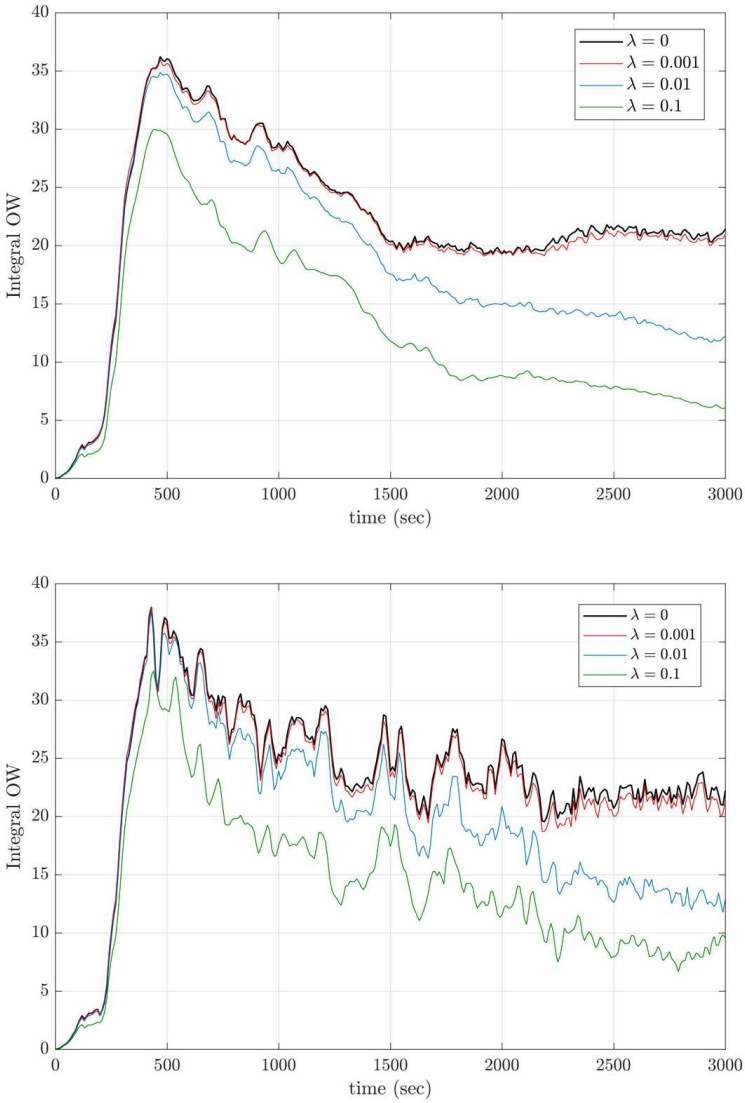 40
35
30
25
20
15
10
5
0
Integral OW
λ = 0
λ = 0.001
λ = 0.01
λ = 0.1
0 500 1000 1500 2000 2500 3000
time (sec)
40
35
30
25
20
15
10
5
0
Integral OW
λ = 0
λ = 0.001
λ = 0.01
λ = 0.1
0 500 1000 1500 2000 2500 3000
time (sec)